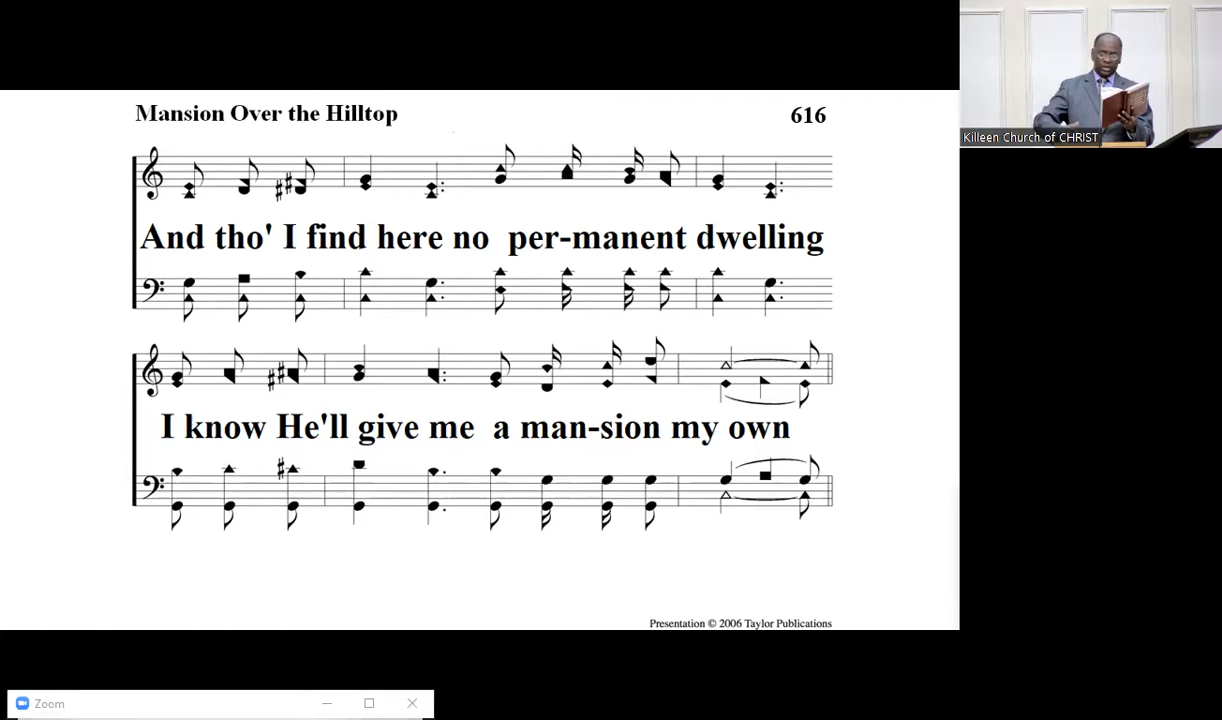 Mansion Over the Hilltop
616
And tho' I find here no per-manent dwelling
I know He'll give me a man-sion my own
Presentation © 2006 Taylor Publications
Killeen Church of CHRIST
Zoom